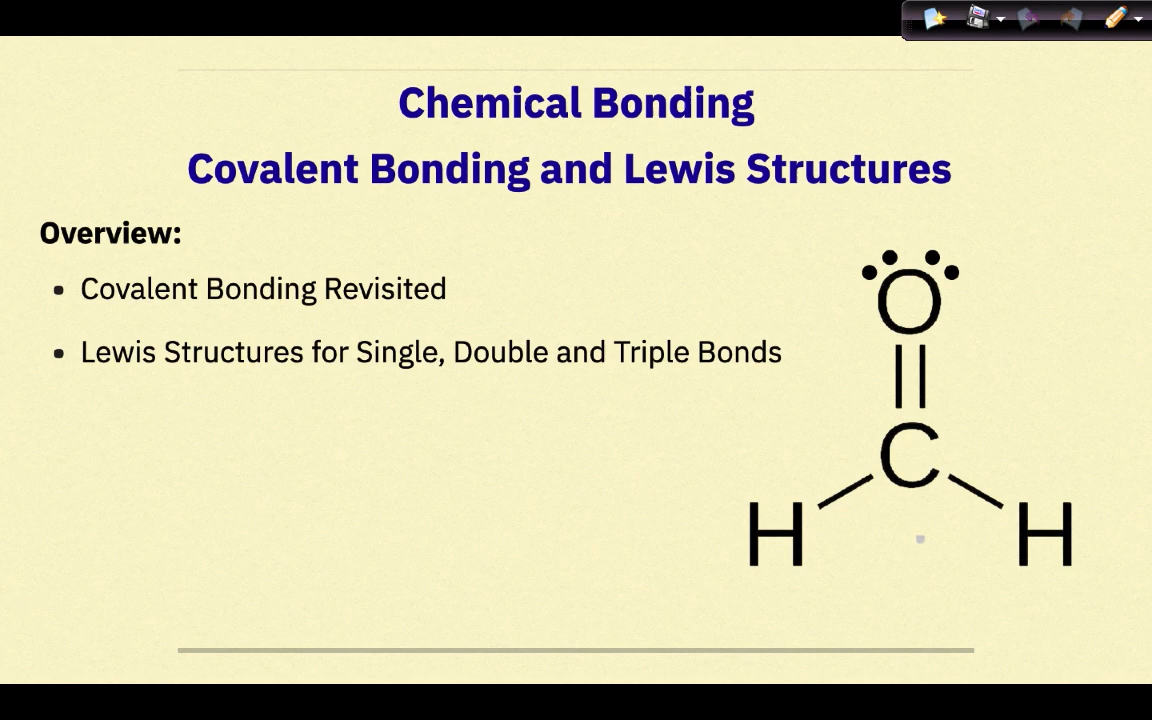 Chemical Bonding
Covalent Bonding and Lewis Structures
Overview:
• Covalent Bonding Revisited
• Lewis Structures for Single, Double and Triple Bonds
O
C
H H